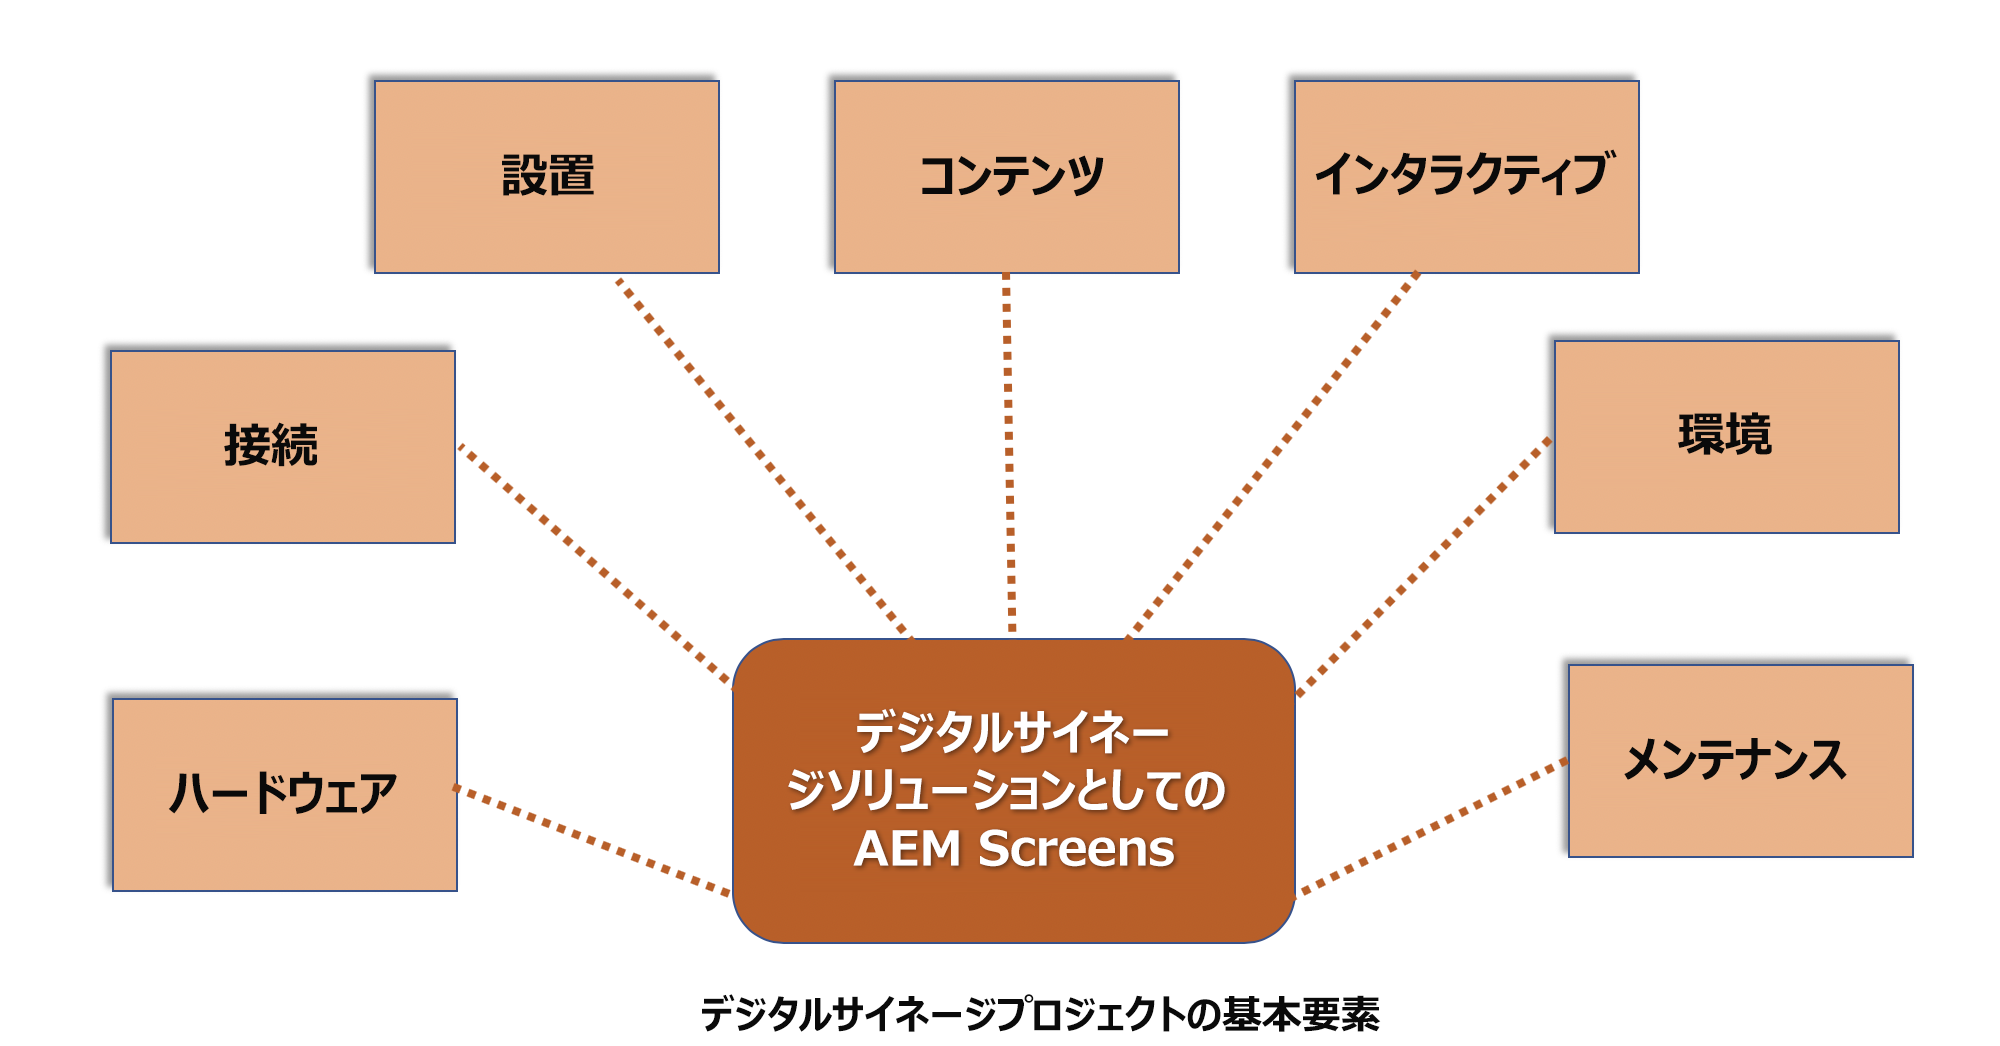 設置
コンテンツ
インタラクティブ
接続
環境
ハードウェア
メンテナンス
デジタルサイネー
ジソリューションとしての
AEM Screens
デジタルサイネージプロジェクトの基本要素